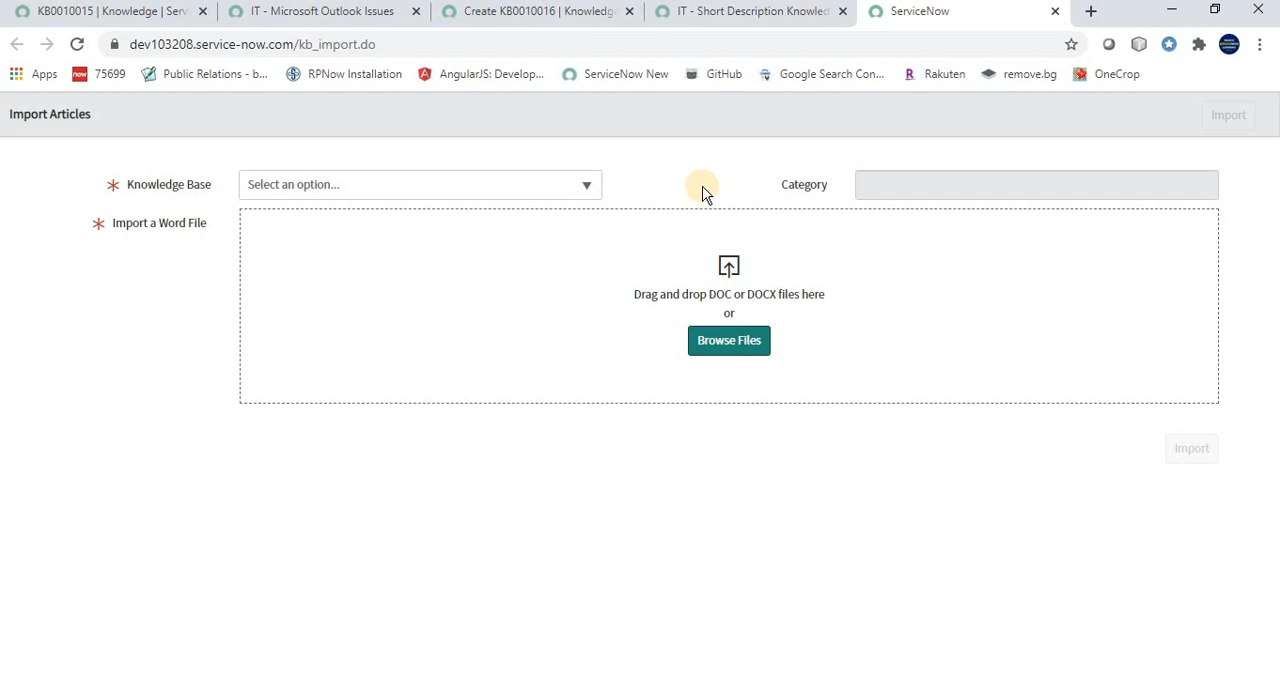 KB0010015 | Knowledge | Serv
IT - Microsoft Outlook Issues
Create KB0010016 | Knowledge
IT - Short Description Knowled
ServiceNow
dev103208.service-now.com/kb_import.do
Apps
now
75699
Public Relations - b...
RPNow Installation
AngularJS: Develop...
ServiceNow New
GitHub
Google Search Con...
R
Rakuten
remove.bg
OneCrop
Import Articles
Import
Knowledge Base
Select an option...
Category
Import a Word File
Drag and drop DOC or DOCX files here
or
Browse Files
Import